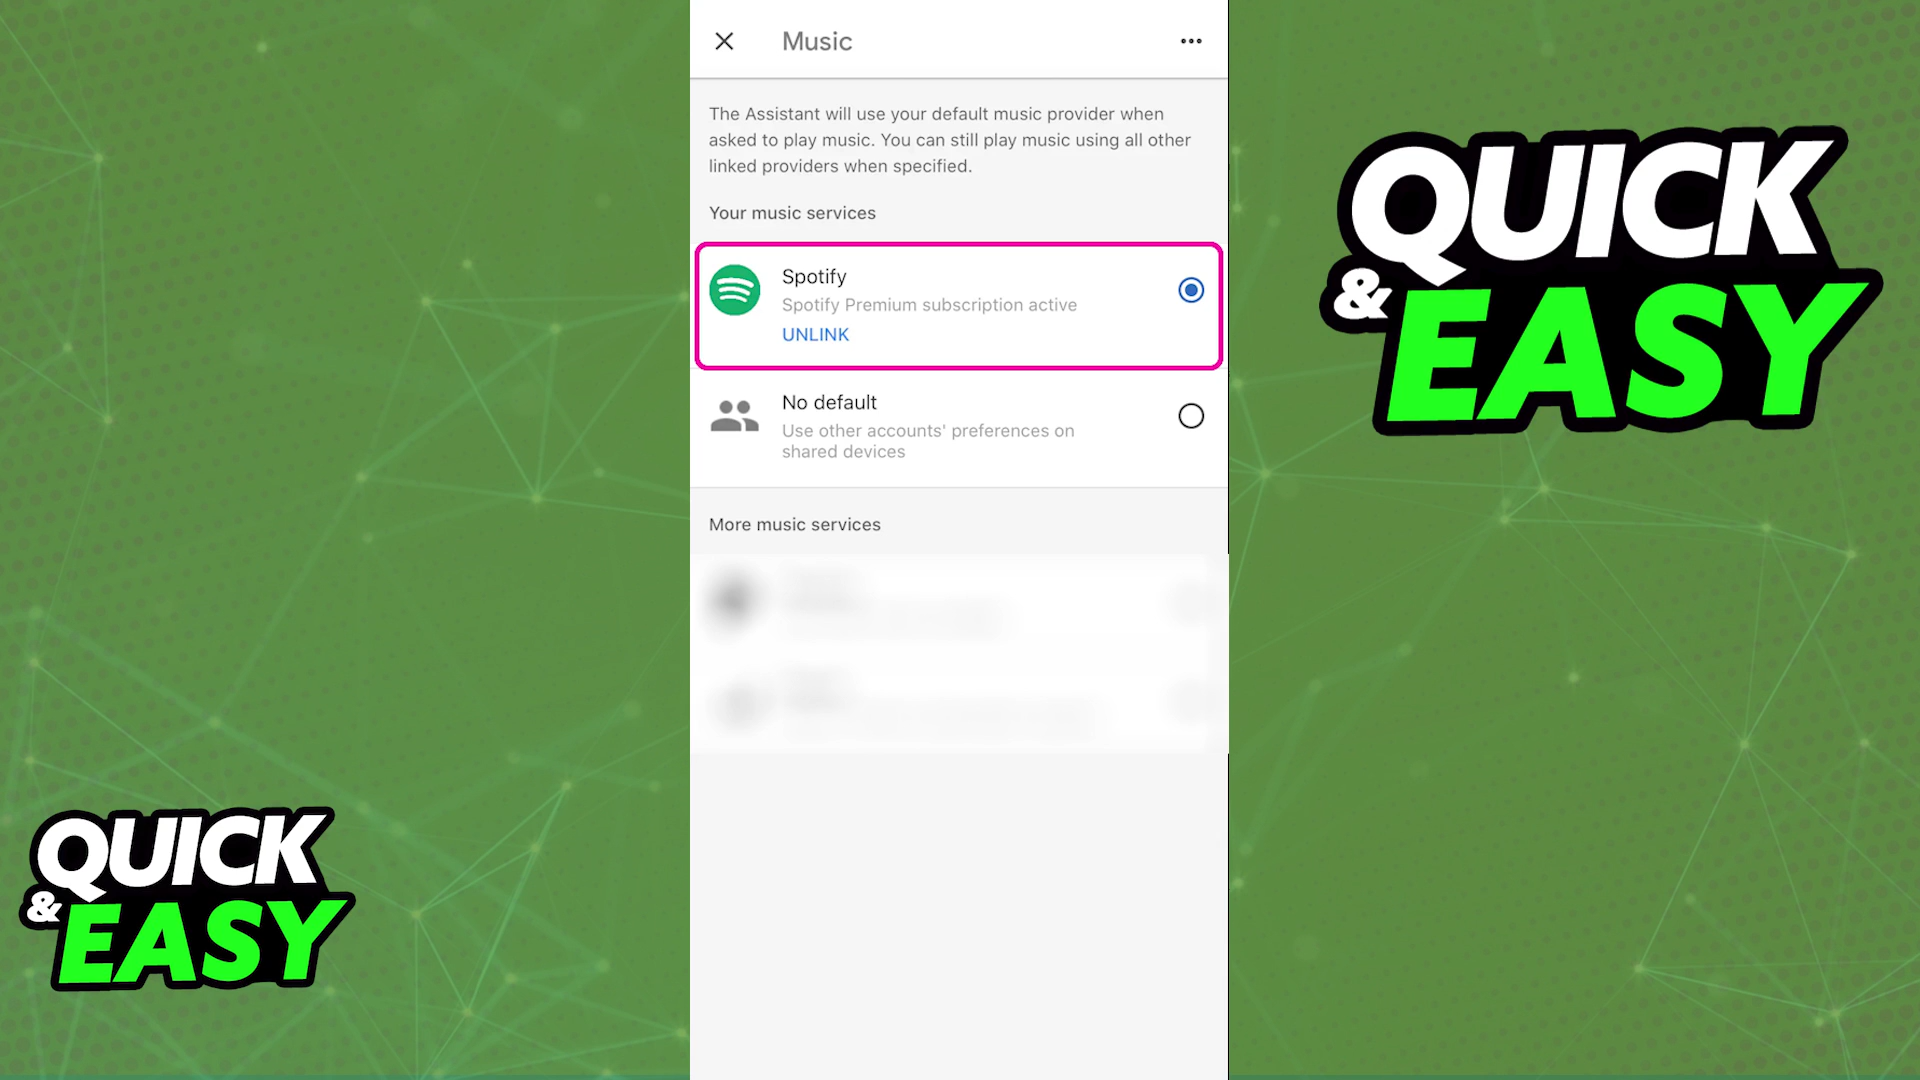 Music
The Assistant will use your default music provider when
asked to play music. You can still play music using all other
linked providers when specified.
Your music services
Spotify
Spotify Premium subscription active
UNLINK
No default
Use other accounts' preferences on
shared devices
More music services
QUICK
& EASY
QUICK
& EASY